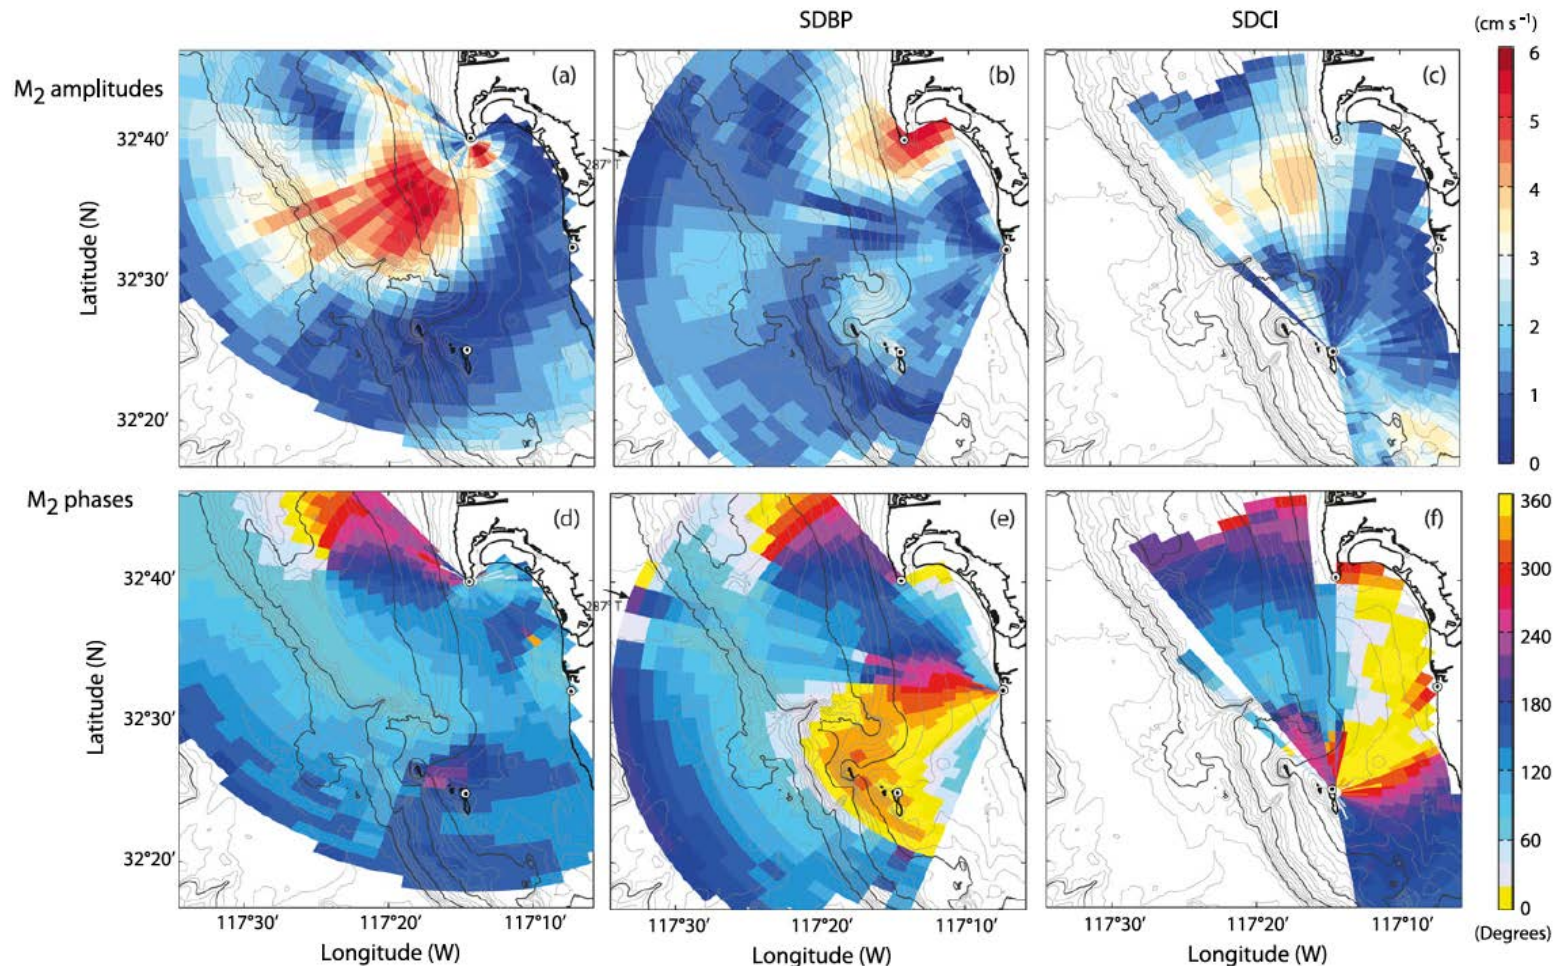 SDBP SDCI (cm s⁻¹)
M₂ amplitudes (a) (b) (c)
6
5
4
3
2
1
0
32°40′
32°30′
32°20′
Latitude (N)
287° T
M₂ phases (d) (e) (f)
360
300
240
180
120
60
0
(Degrees)
32°40′
32°30′
32°20′
Latitude (N)
287° T
117°30′ 117°20′ 117°10′ 117°30′ 117°20′ 117°10′ 117°30′ 117°20′ 117°10′
Longitude (W) Longitude (W) Longitude (W)